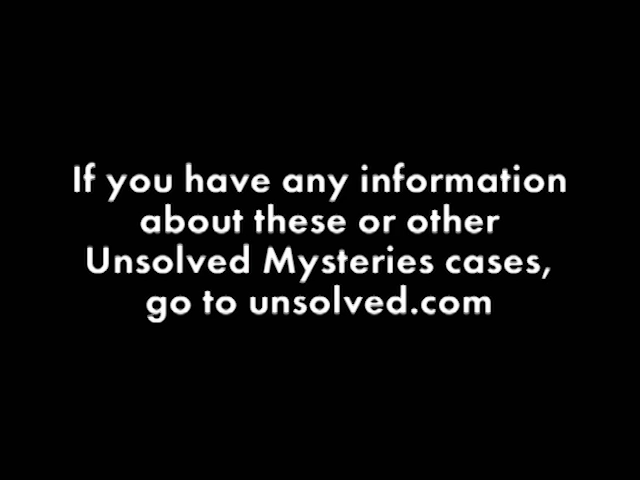 If you have any information
about these or other
Unsolved Mysteries cases,
go to unsolved.com